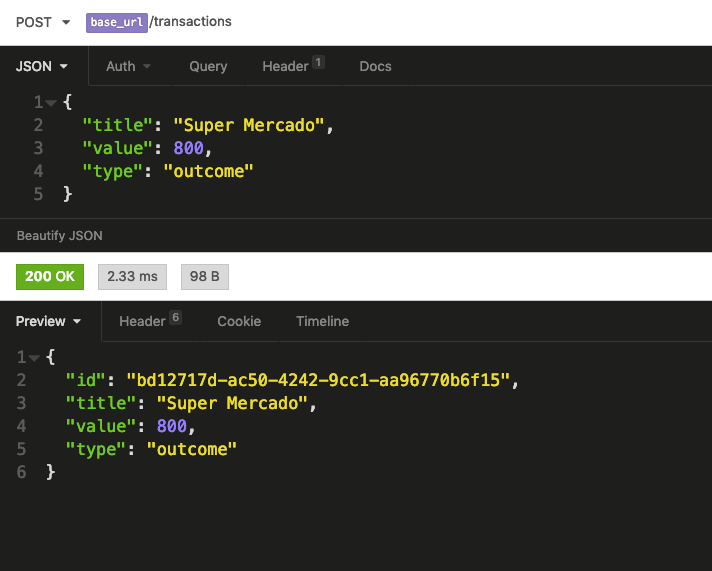 POST base_url/transactions
JSON Auth Query Header 1 Docs
1 {
2 "title": "Super Mercado",
3 "value": 800,
4 "type": "outcome"
5 }
Beautify JSON
200 OK 2.33 ms 98 B
Preview Header 6 Cookie Timeline
1 {
2 "id": "bd12717d-ac50-4242-9cc1-aa96770b6f15",
3 "title": "Super Mercado",
4 "value": 800,
5 "type": "outcome"
6 }